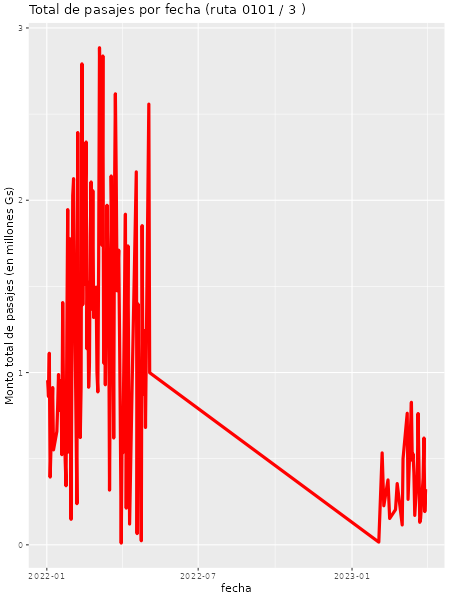 Total de pasajes por fecha (ruta 0101 / 3 )
Monto total de pasajes (en millones Gs)
3
2
1
0
2022-01
2022-07
2023-01
fecha